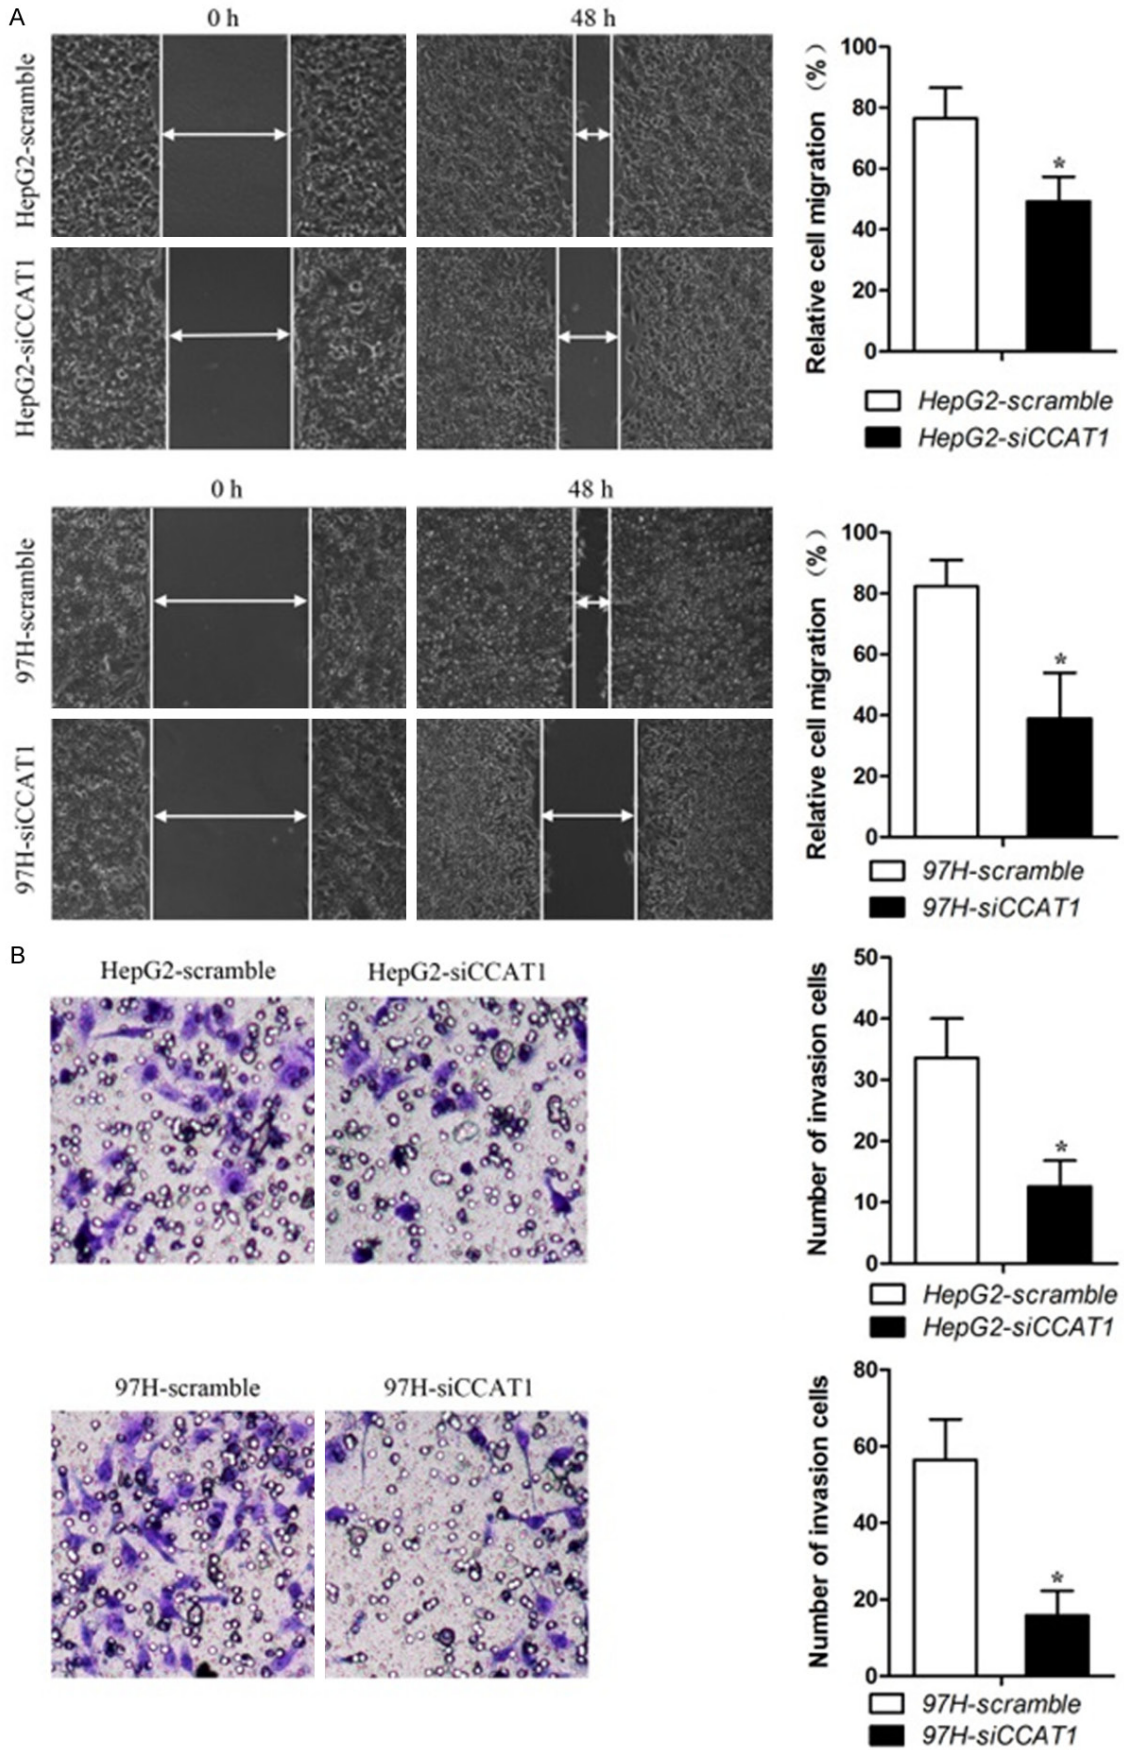 A
0 h
48 h
HepG2-scramble
HepG2-siCCAT1
Relative cell migration (%)
100
80
60
40
20
0
*
HepG2-scramble
HepG2-siCCAT1
0 h
48 h
97H-scramble
97H-siCCAT1
Relative cell migration (%)
100
80
60
40
20
0
*
97H-scramble
97H-siCCAT1
B
HepG2-scramble
HepG2-siCCAT1
Number of invasion cells
50
40
30
20
10
0
*
HepG2-scramble
HepG2-siCCAT1
97H-scramble
97H-siCCAT1
Number of invasion cells
80
60
40
20
0
*
97H-scramble
97H-siCCAT1